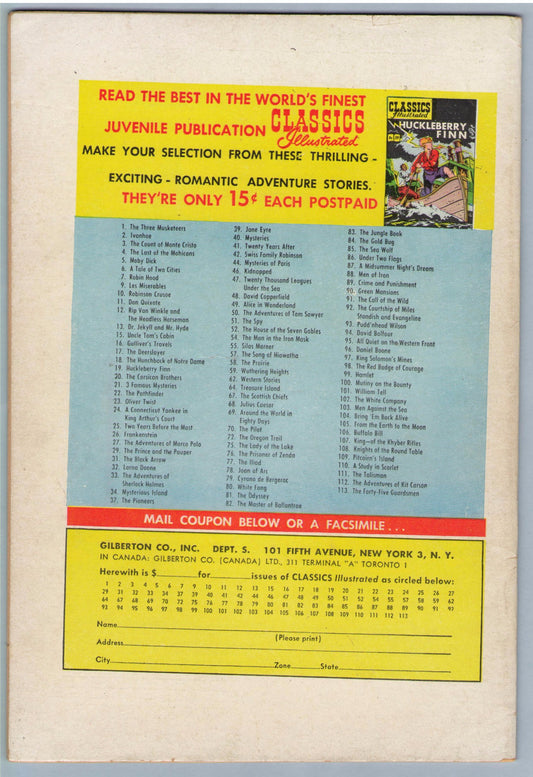 READ THE BEST IN THE WORLD'S FINEST
JUVENILE PUBLICATION CLASSICS Illustrated
MAKE YOUR SELECTION FROM THESE THRILLING -
EXCITING - ROMANTIC ADVENTURE STORIES.
THEY'RE ONLY 15¢ EACH POSTPAID
CLASSICS
Illustrated
HUCKLEBERRY
FINN
1. The Three Musketeers
2. Ivanhoe
3. The Count of Monte Cristo
4. The Last of the Mohicans
5. Moby Dick
6. A Tale of Two Cities
7. Robin Hood
9. Les Miserables
10. Robinson Crusoe
11. Don Quixote
12. Rip Van Winkle and
The Headless Horseman
13. Dr. Jekyll and Mr. Hyde
15. Uncle Tom's Cabin
16. Gulliver's Travels
17. The Deerslayer
18. The Hunchback of Notre Dame
19. Huckleberry Finn
20. The Corsican Brothers
21. 3 Famous Mysteries
22. The Pathfinder
23. Oliver Twist
24. A Connecticut Yankee in
King Arthur's Court
25. Two Years Before the Mast
26. Frankenstein
27. The Adventures of Marco Polo
29. The Prince and the Pauper
31. The Black Arrow
32. Lorna Doone
33. The Adventures of
Sherlock Holmes
34. Mysterious Island
37. The Pioneers
39. Jane Eyre
40. Mysteries
41. Twenty Years After
42. Swiss Family Robinson
44. Mysteries of Paris
46. Kidnapped
47. Twenty Thousand Leagues
Under the Sea
48. David Copperfield
49. Alice in Wonderland
50. The Adventures of Tom Sawyer
51. The Spy
52. The House of the Seven Gables
54. The Man in the Iron Mask
55. Silas Marner
57. The Song of Hiawatha
58. The Prairie
59. Wuthering Heights
62. Western Stories
64. Treasure Island
67. The Scottish Chiefs
68. Julius Caesar
69. Around the World in
Eighty Days
70. The Pilot
72. The Oregon Trail
75. The Lady of the Lake
76. The Prisoner of Zenda
77. The Iliad
78. Joan of Arc
79. Cyrano de Bergerac
80. White Fang
81. The Odyssey
82. The Master of Ballantrae
83. The Jungle Book
84. The Gold Bug
85. The Sea Wolf
86. Under Two Flags
87. A Midsummer Night's Dream
88. Men of Iron
89. Crime and Punishment
90. Green Mansions
91. The Call of the Wild
92. The Courtship of Miles
Standish and Evangeline
93. Pudd'nhead Wilson
94. David Balfour
95. All Quiet on the Western Front
96. Daniel Boone
97. King Solomon's Mines
98. The Red Badge of Courage
99. Hamlet
100. Mutiny on the Bounty
101. William Tell
102. The White Company
103. Men Against the Sea
104. Bring 'Em Back Alive
105. From the Earth to the Moon
106. Buffalo Bill
107. King—of the Khyber Rifles
108. Knights of the Round Table
109. Pitcairn's Island
110. A Study in Scarlet
111. The Talisman
112. The Adventures of Kit Carson
113. The Forty-Five Guardsmen
MAIL COUPON BELOW OR A FACSIMILE...
GILBERTON CO., INC. DEPT. S. 101 FIFTH AVENUE, NEW YORK 3, N. Y.
IN CANADA: GILBERTON CO. (CANADA) LTD., 311 TERMINAL "A" TORONTO 1
Herewith is $ for issues of CLASSICS Illustrated as circled below:
1 2 3 4 5 6 7 9 10 11 12 13 15 16 17 18 19 20 21 22 23 24 25 26 27
29 31 32 33 34 37 39 40 41 42 44 46 47 48 49 50 51 52 54 55 57 58 59 62
64 67 68 69 70 72 75 76 77 78 79 80 81 82 83 84 85 86 87 88 89 90 91 92
93 94 95 96 97 98 99 100 101 102 103 104 105 106 107 108 109 110 111 112 113
Name
(Please print)
Address
City Zone State